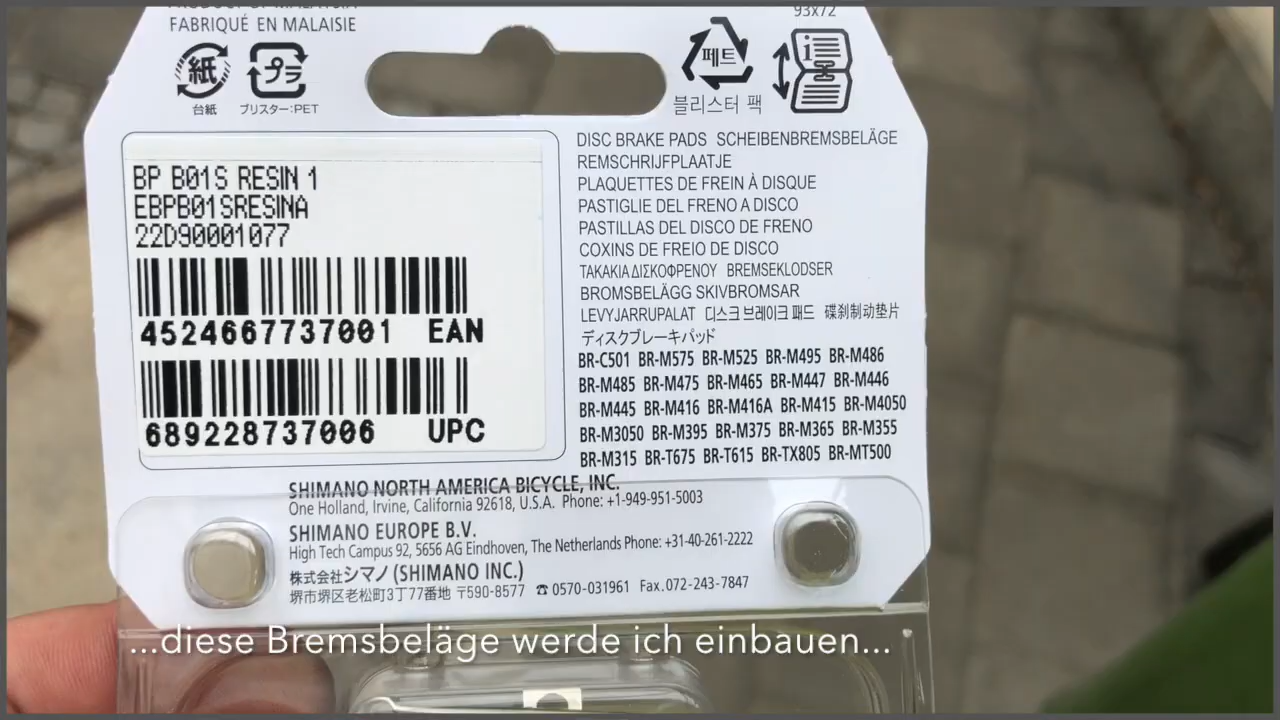 PRODUCT OF MALAYSIA
FABRIQUÉ EN MALAISIE
紙
プラ
台紙
ブリスター:PET
93x72
페트
블리스터 팩
BP B01S RESIN 1
EBPB01SRESINA
22D90001077
4524667737001 EAN
689228737006 UPC
DISC BRAKE PADS SCHEIBENBREMSBELÄGE
REMSCHRIJFPLAATJE
PLAQUETTES DE FREIN À DISQUE
PASTIGLIE DEL FRENO A DISCO
PASTILLAS DEL DISCO DE FRENO
COXINS DE FREIO DE DISCO
ΤΑΚΑΚΙΑ ΔΙΣΚΟΦΡΕΝΟΥ BREMSEKLODSER
BROMSBELÄGG SKIVBROMSAR
LEVYJARRUPALAT 디스크 브레이크 패드 碟刹制动垫片
ディスクブレーキパッド
BR-C501 BR-M575 BR-M525 BR-M495 BR-M486
BR-M485 BR-M475 BR-M465 BR-M447 BR-M446
BR-M445 BR-M416 BR-M416A BR-M415 BR-M4050
BR-M3050 BR-M395 BR-M375 BR-M365 BR-M355
BR-M315 BR-T675 BR-T615 BR-TX805 BR-MT500
SHIMANO NORTH AMERICA BICYCLE, INC.
One Holland, Irvine, California 92618, U.S.A. Phone: +1-949-951-5003
SHIMANO EUROPE B.V.
High Tech Campus 92, 5656 AG Eindhoven, The Netherlands Phone: +31-40-261-2222
株式会社シマノ (SHIMANO INC.)
堺市堺区老松町3丁77番地 〒590-8577 ☎0570-031961 Fax.072-243-7847
...diese Bremsbeläge werde ich einbauen...